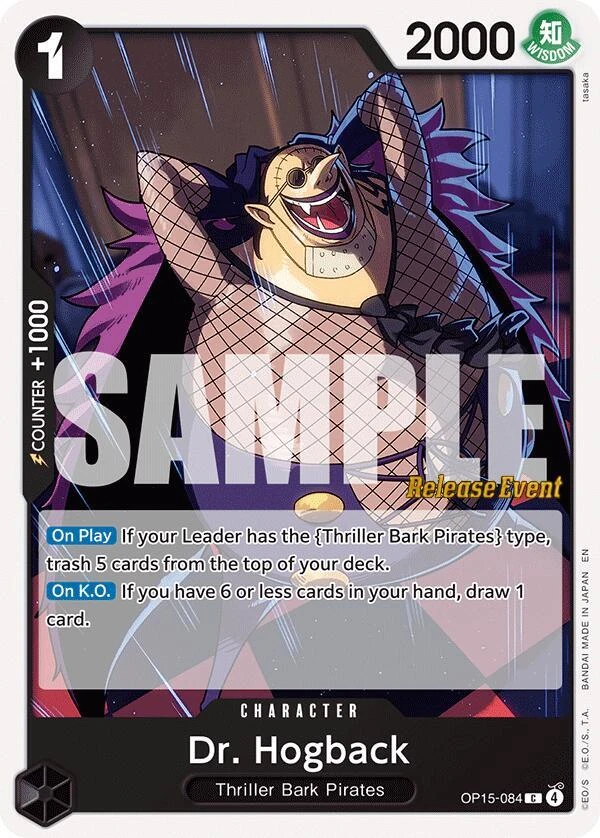 1
2000
知
WISDOM
tasaka
COUNTER +1000
SAMPLE
Release Event
On Play If your Leader has the {Thriller Bark Pirates} type,
trash 5 cards from the top of your deck.
On K.O. If you have 6 or less cards in your hand, draw 1
card.
CHARACTER
Dr. Hogback
Thriller Bark Pirates
OP15-084 C 4
©E.O/S ©E.O./S., T.A. BANDAI MADE IN JAPAN EN